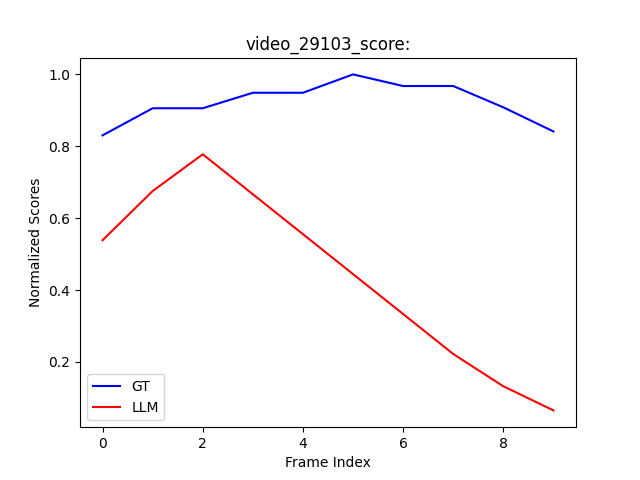 video_29103_score:
Normalized Scores
1.0
0.8
0.6
0.4
0.2
GT
LLM
0 2 4 6 8
Frame Index